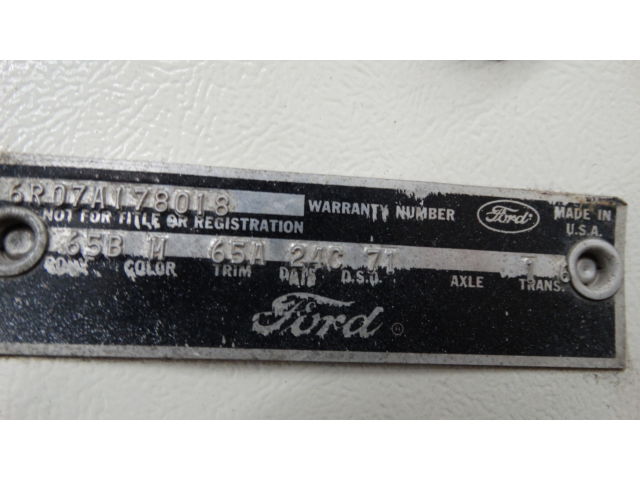 6R07A178018 WARRANTY NUMBER Ford MADE IN
U.S.A.
NOT FOR TITLE OR REGISTRATION
65B M 65A 24C 71 1 6
BODY COLOR TRIM DATE D.S.O. AXLE TRANS.
Ford ®